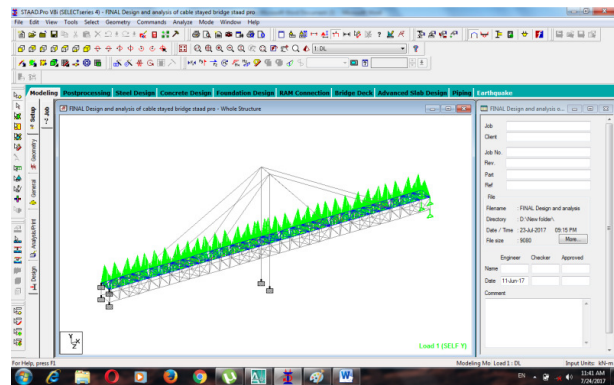 STAAD.Pro V8i (SELECTseries 4) - FINAL Design and analysis of cable stayed bridge staad pro -
File Edit View Tools Select Geometry Commands Analyze Mode Window Help
1: DL
Modeling Postprocessing Steel Design Concrete Design Foundation Design RAM Connection Bridge Deck Advanced Slab Design Piping Earthquake
Setup
Geometry
General
Analysis/Print
Design
Job
FINAL Design and analysis of cable stayed bridge staad pro - Whole Structure
Y
X
Z
Load 1 (SELF Y)
FINAL Design and analysis o...
Job
Client
Job No.
Rev.
Part
Ref
File
Filename : FINAL Design and analysis
Directory : D:\New folder\
Date / Time : 23-Jul-2017 09:15 PM
File size : 9080 More...
Engineer Checker Approved
Name
Date 11-Jun-17
Comment
For Help, press F1
Modeling Mo Load 1 : DL Input Units: kN-m
EN
11:41 AM
7/24/2017